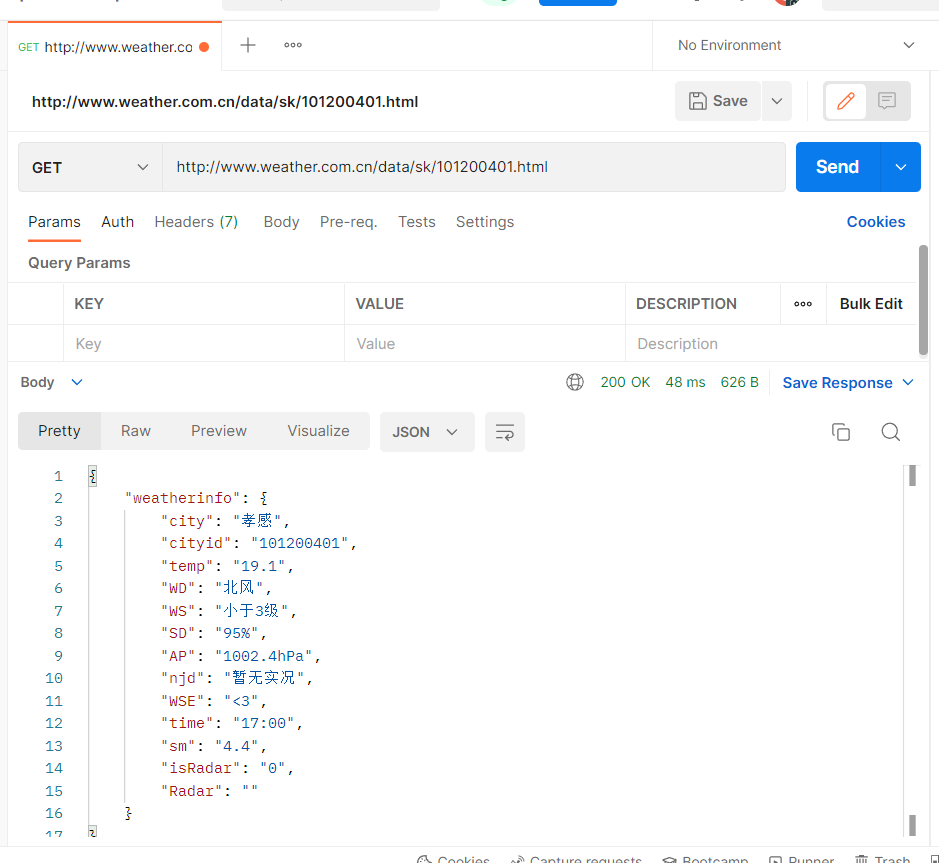 GET http://www.weather.co
No Environment
http://www.weather.com.cn/data/sk/101200401.html
Save
GET http://www.weather.com.cn/data/sk/101200401.html Send
Params Auth Headers (7) Body Pre-req. Tests Settings Cookies
Query Params
KEY VALUE DESCRIPTION Bulk Edit
Key Value Description
Body 200 OK 48 ms 626 B Save Response
Pretty Raw Preview Visualize JSON
1 {
2 "weatherinfo": {
3 "city": "孝感",
4 "cityid": "101200401",
5 "temp": "19.1",
6 "WD": "北风",
7 "WS": "小于3级",
8 "SD": "95%",
9 "AP": "1002.4hPa",
10 "njd": "暂无实况",
11 "WSE": "<3",
12 "time": "17:00",
13 "sm": "4.4",
14 "isRadar": "0",
15 "Radar": ""
16 }
17 }
Cookies Capture requests Bootcamp Runner Trash